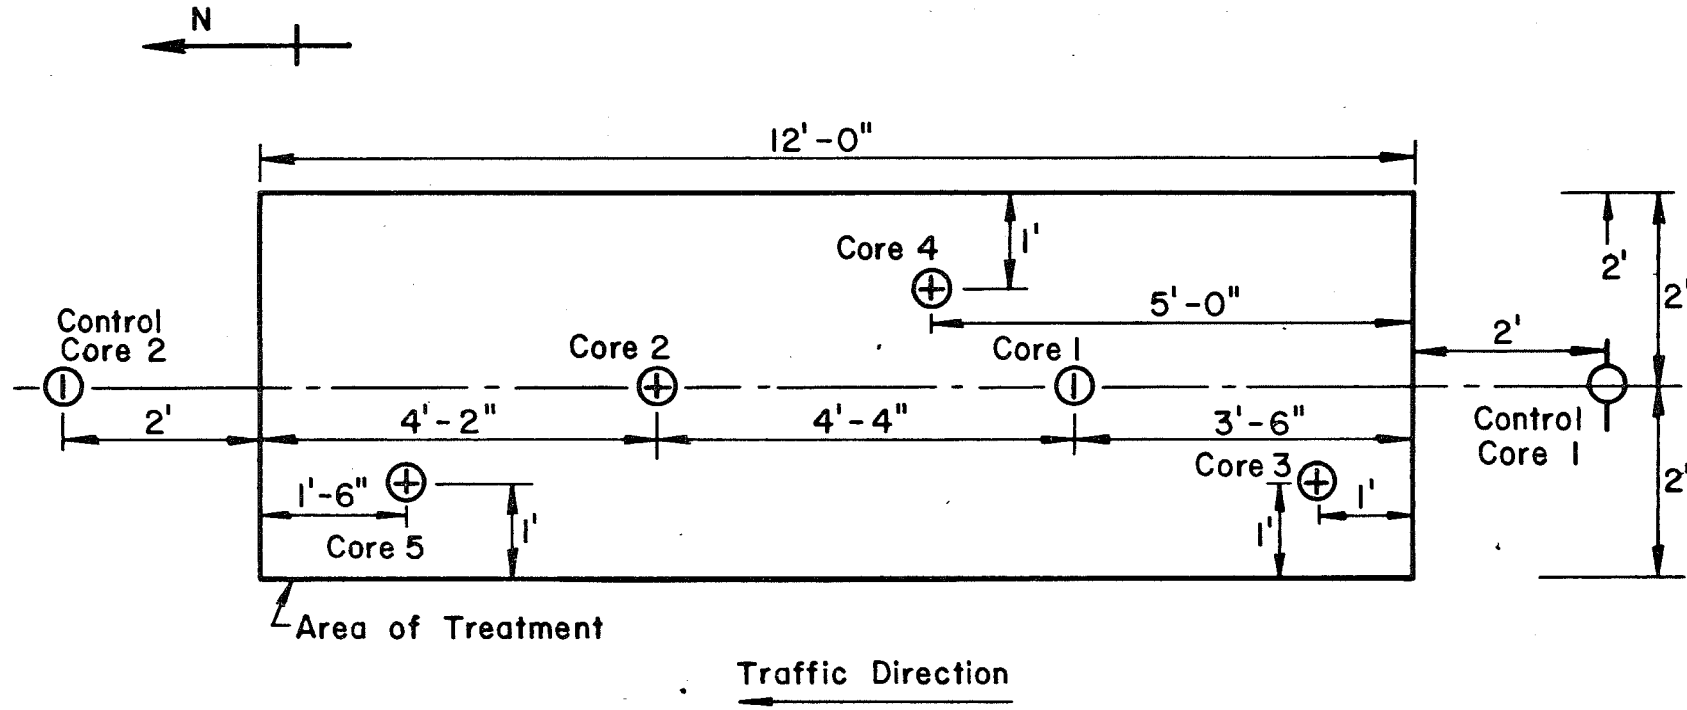 N
12'-0"
1'
Core 4
2'
2'
5'-0"
Control
Core 2
Core 2
Core 1
2'
2'
4'-2"
4'-4"
3'-6"
Control
Core 1
Core 3
2'
1'-6"
1'
1'
1'
Core 5
Area of Treatment
Traffic Direction